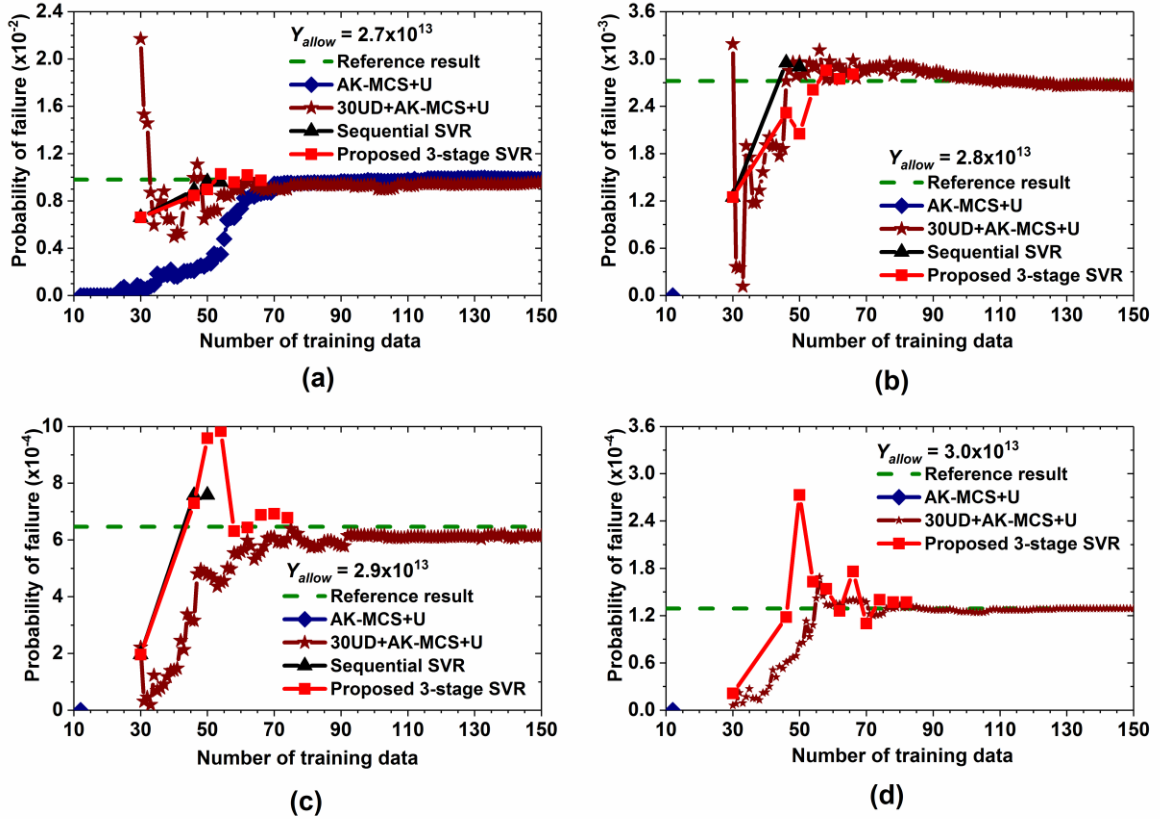 Probability of failure (x10⁻²)
2.4
2.0
1.6
1.2
0.8
0.4
0.0
Y_allow = 2.7x10¹³
Reference result
AK-MCS+U
30UD+AK-MCS+U
Sequential SVR
Proposed 3-stage SVR
10 30 50 70 90 110 130 150
Number of training data
(a)
Probability of failure (x10⁻³)
3.6
3.0
2.4
1.8
1.2
0.6
0.0
Y_allow = 2.8x10¹³
Reference result
AK-MCS+U
30UD+AK-MCS+U
Sequential SVR
Proposed 3-stage SVR
10 30 50 70 90 110 130 150
Number of training data
(b)
Probability of failure (x10⁻⁴)
10
8
6
4
2
0
Y_allow = 2.9x10¹³
Reference result
AK-MCS+U
30UD+AK-MCS+U
Sequential SVR
Proposed 3-stage SVR
10 30 50 70 90 110 130 150
Number of training data
(c)
Probability of failure (x10⁻⁴)
3.6
3.0
2.4
1.8
1.2
0.6
0.0
Y_allow = 3.0x10¹³
Reference result
AK-MCS+U
30UD+AK-MCS+U
Proposed 3-stage SVR
10 30 50 70 90 110 130 150
Number of training data
(d)